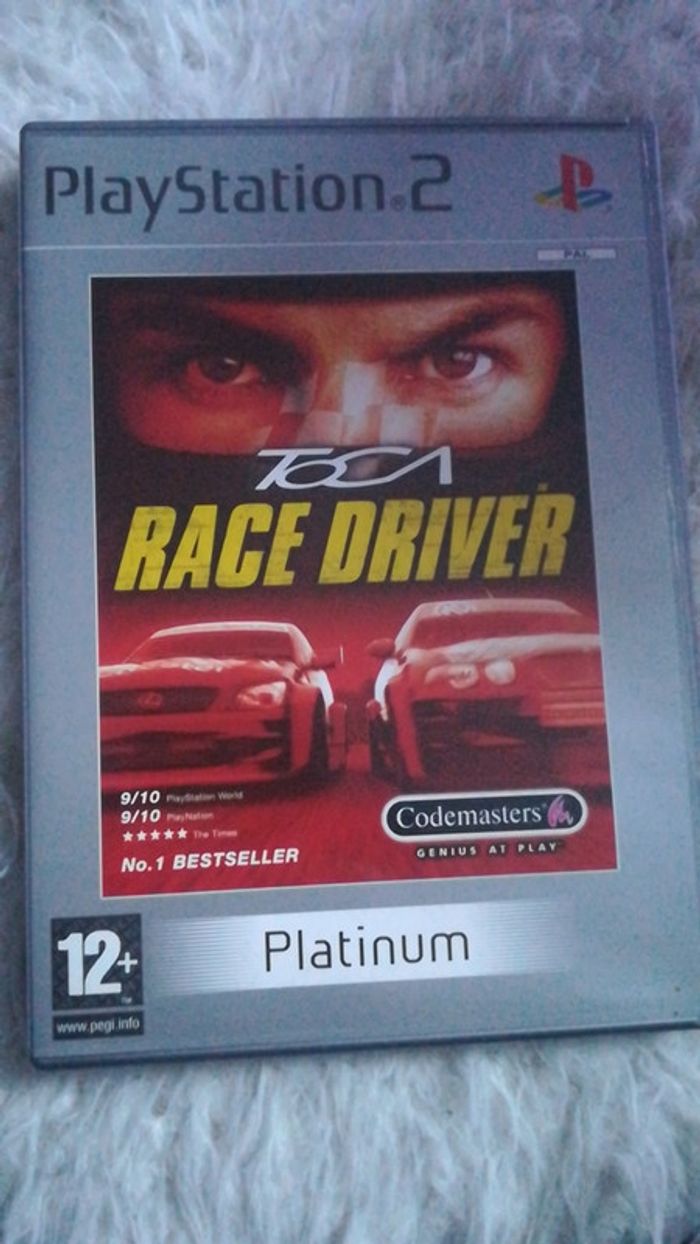 PlayStation®2
PAL
TOCA
RACE DRIVER
9/10 PlayStation World
9/10 PlayNation
★★★★★ The Times
No.1 BESTSELLER
Codemasters®
GENIUS AT PLAY™
12+
www.pegi.info
Platinum